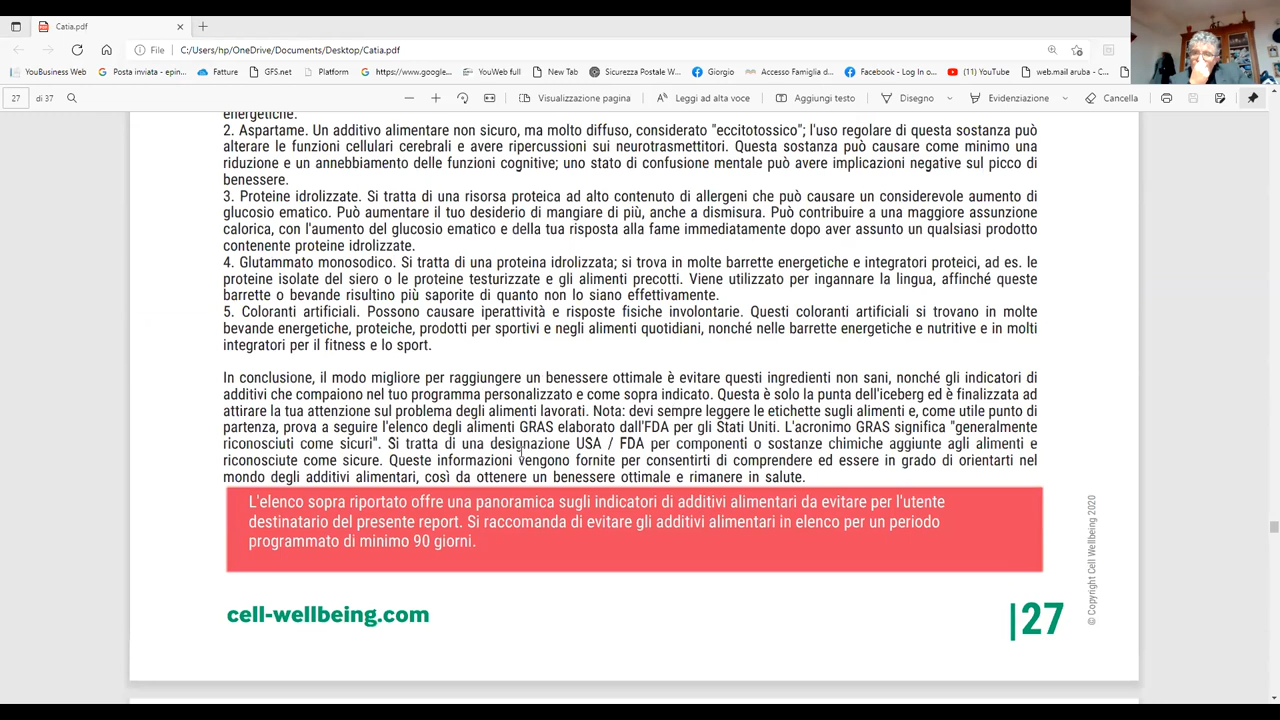 Catia.pdf
File
C:/Users/hp/OneDrive/Documents/Desktop/Catia.pdf
YouBusiness Web
Posta inviata - epin...
Fatture
GFS.net
Platform
https://www.google...
YouWeb full
New Tab
Sicurezza Postale W...
Giorgio
Accesso Famiglia d...
Facebook - Log In o...
(11) YouTube
web.mail aruba - C...
27 di 37
Visualizzazione pagina
Leggi ad alta voce
Aggiungi testo
Disegno
Evidenziazione
Cancella
energetiche.
2. Aspartame. Un additivo alimentare non sicuro, ma molto diffuso, considerato "eccitotossico"; l'uso regolare di questa sostanza può
alterare le funzioni cellulari cerebrali e avere ripercussioni sui neurotrasmettitori. Questa sostanza può causare come minimo una
riduzione e un annebbiamento delle funzioni cognitive; uno stato di confusione mentale può avere implicazioni negative sul picco di
benessere.
3. Proteine idrolizzate. Si tratta di una risorsa proteica ad alto contenuto di allergeni che può causare un considerevole aumento di
glucosio ematico. Può aumentare il tuo desiderio di mangiare di più, anche a dismisura. Può contribuire a una maggiore assunzione
calorica, con l'aumento del glucosio ematico e della tua risposta alla fame immediatamente dopo aver assunto un qualsiasi prodotto
contenente proteine idrolizzate.
4. Glutammato monosodico. Si tratta di una proteina idrolizzata; si trova in molte barrette energetiche e integratori proteici, ad es. le
proteine isolate del siero o le proteine testurizzate e gli alimenti precotti. Viene utilizzato per ingannare la lingua, affinché queste
barrette o bevande risultino più saporite di quanto non lo siano effettivamente.
5. Coloranti artificiali. Possono causare iperattività e risposte fisiche involontarie. Questi coloranti artificiali si trovano in molte
bevande energetiche, proteiche, prodotti per sportivi e negli alimenti quotidiani, nonché nelle barrette energetiche e nutritive e in molti
integratori per il fitness e lo sport.
In conclusione, il modo migliore per raggiungere un benessere ottimale è evitare questi ingredienti non sani, nonché gli indicatori di
additivi che compaiono nel tuo programma personalizzato e come sopra indicato. Questa è solo la punta dell'iceberg ed è finalizzata ad
attirare la tua attenzione sul problema degli alimenti lavorati. Nota: devi sempre leggere le etichette sugli alimenti e, come utile punto di
partenza, prova a seguire l'elenco degli alimenti GRAS elaborato dall'FDA per gli Stati Uniti. L'acronimo GRAS significa "generalmente
riconosciuti come sicuri". Si tratta di una designazione USA / FDA per componenti o sostanze chimiche aggiunte agli alimenti e
riconosciute come sicure. Queste informazioni vengono fornite per consentirti di comprendere ed essere in grado di orientarti nel
mondo degli additivi alimentari, così da ottenere un benessere ottimale e rimanere in salute.
L'elenco sopra riportato offre una panoramica sugli indicatori di additivi alimentari da evitare per l'utente
destinatario del presente report. Si raccomanda di evitare gli additivi alimentari in elenco per un periodo
programmato di minimo 90 giorni.
© Copyright Cell Wellbeing 2020
cell-wellbeing.com
|27